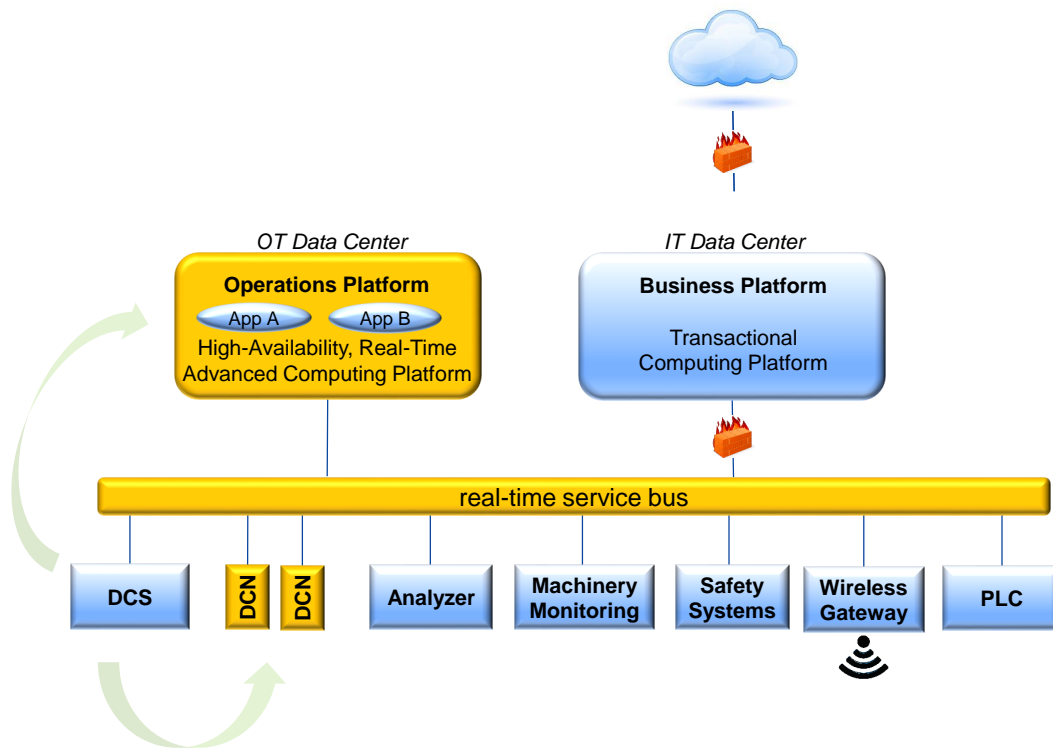 OT Data Center
IT Data Center
Operations Platform
App A
App B
High-Availability, Real-Time
Advanced Computing Platform
Business Platform
Transactional
Computing Platform
real-time service bus
DCS
DCN
DCN
Analyzer
Machinery
Monitoring
Safety
Systems
Wireless
Gateway
PLC